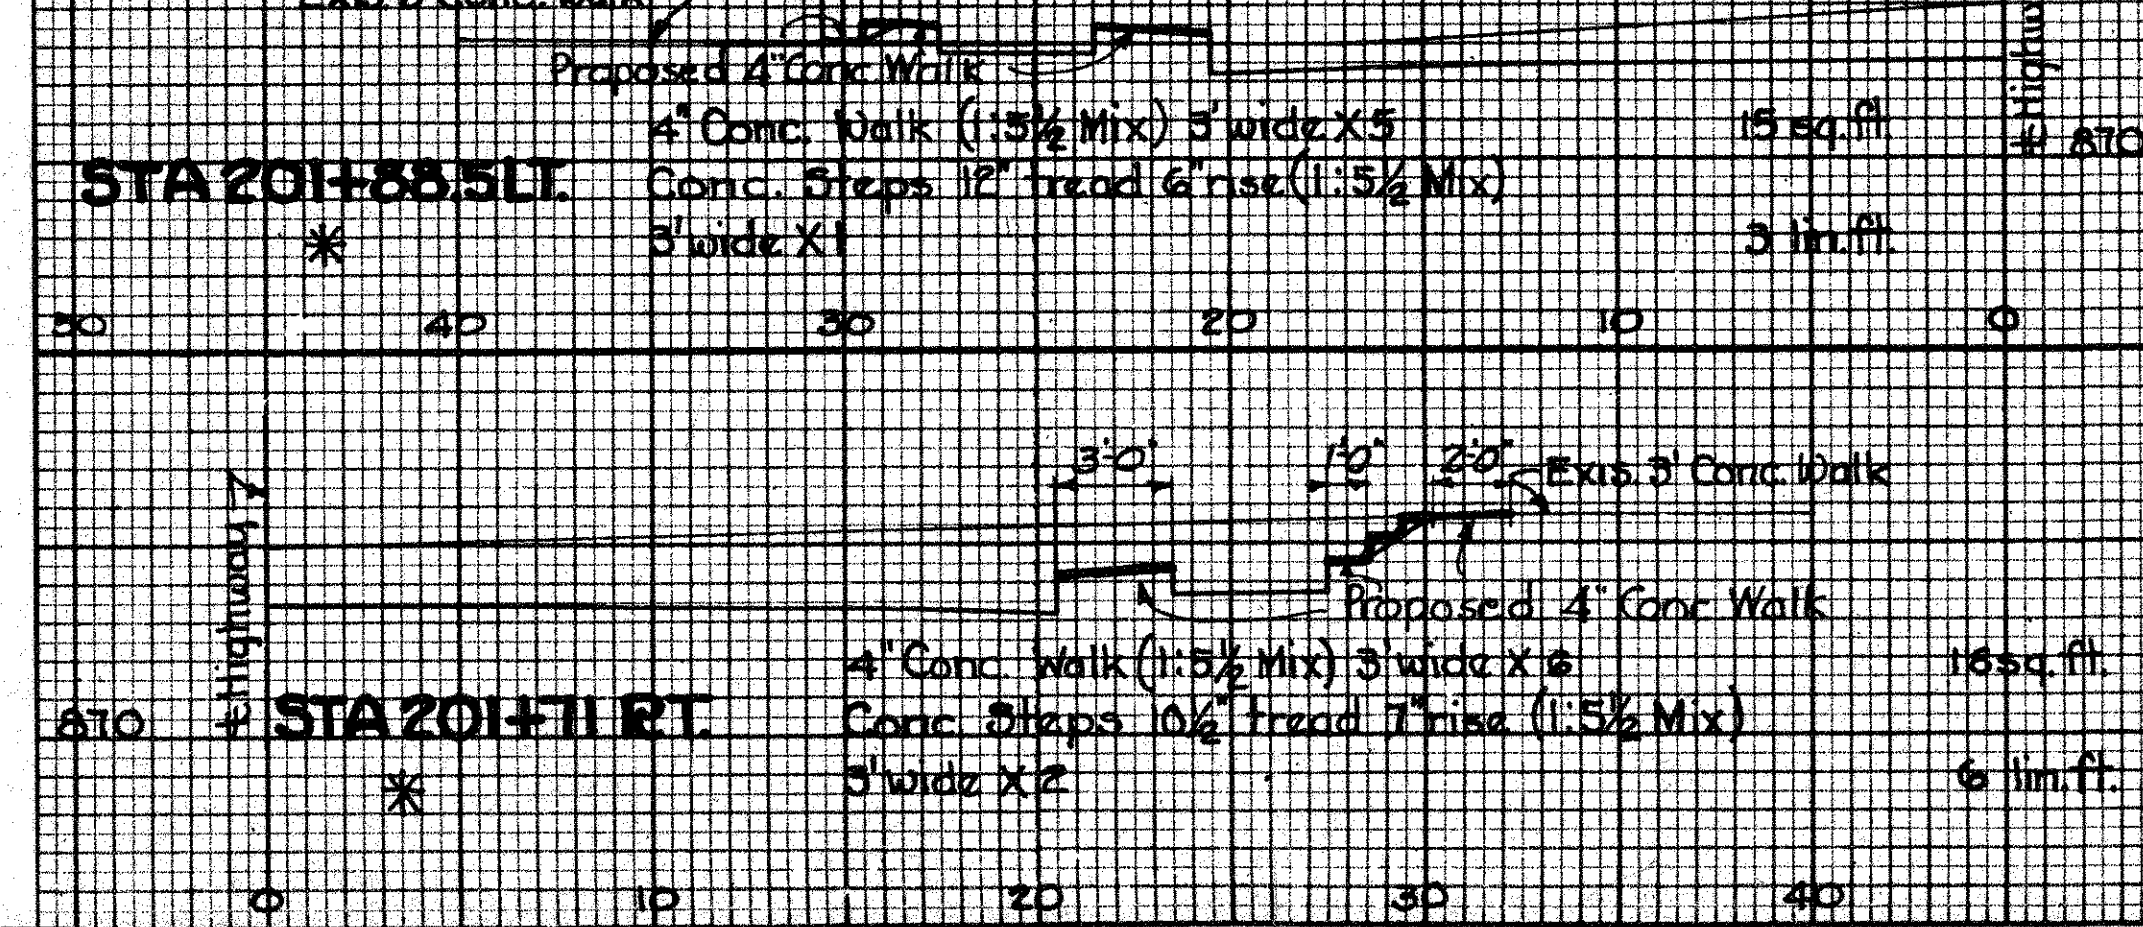 Proposed 4" Conc Walk
4" Conc. Walk (1:5½ Mix) 3' wide X 5 15 sq. ft.
℄ Highw
870
STA 201+88.5 LT. Conc. Steps 12" tread 6" rise (1:5½ Mix)
3' wide X 1 3 lin. ft.
50 40 30 20 10 0
3'-0" 1'-0" 2'-0" Exis. 3' Conc. Walk
℄ Highway 7
Proposed 4" Conc Walk
4" Conc. Walk (1:5½ Mix) 3' wide X 6 18 sq. ft.
870 STA 201+71 RT. Conc Steps 10½" tread 7" rise (1:5½ Mix)
3' wide X 2 6 lin. ft.
0 10 20 30 40